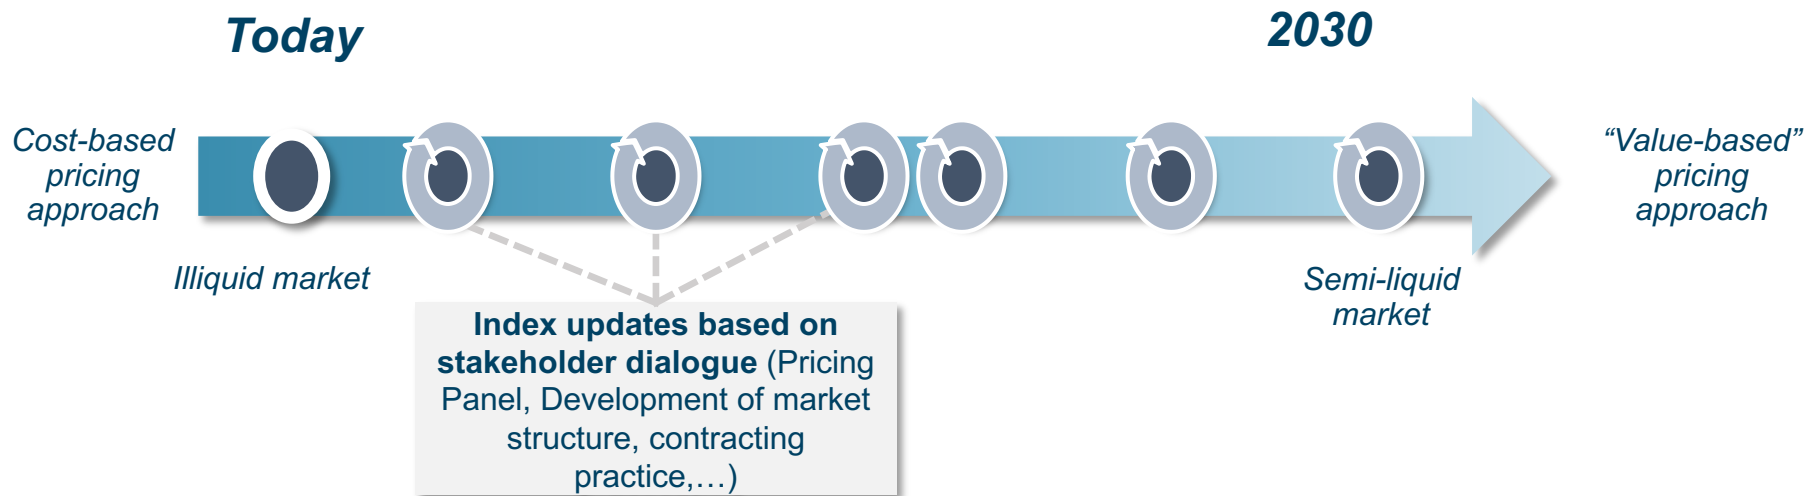 Today
2030
Cost-based
pricing
approach
“Value-based”
pricing
approach
Illiquid market
Semi-liquid
market
Index updates based on
stakeholder dialogue (Pricing
Panel, Development of market
structure, contracting
practice,…)